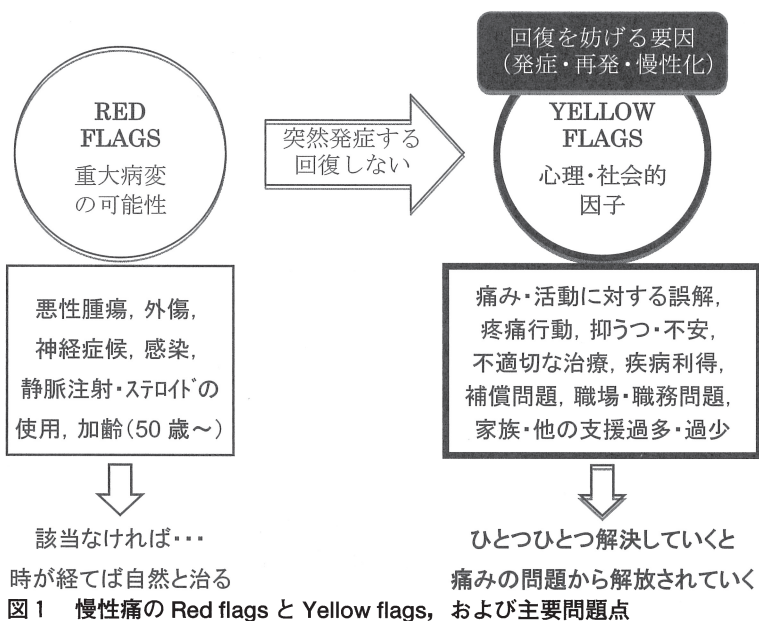 RED
FLAGS
重大病変
の可能性
悪性腫瘍, 外傷,
神経症候, 感染,
静脈注射・ステロイドの
使用, 加齢(50歳〜)
該当なければ・・・
時が経てば自然と治る
突然発症する
回復しない
回復を妨げる要因
(発症・再発・慢性化)
YELLOW
FLAGS
心理・社会的
因子
痛み・活動に対する誤解,
疼痛行動, 抑うつ・不安,
不適切な治療, 疾病利得,
補償問題, 職場・職務問題,
家族・他の支援過多・過少
ひとつひとつ解決していくと
痛みの問題から解放されていく
図1 慢性痛の Red flags と Yellow flags, および主要問題点